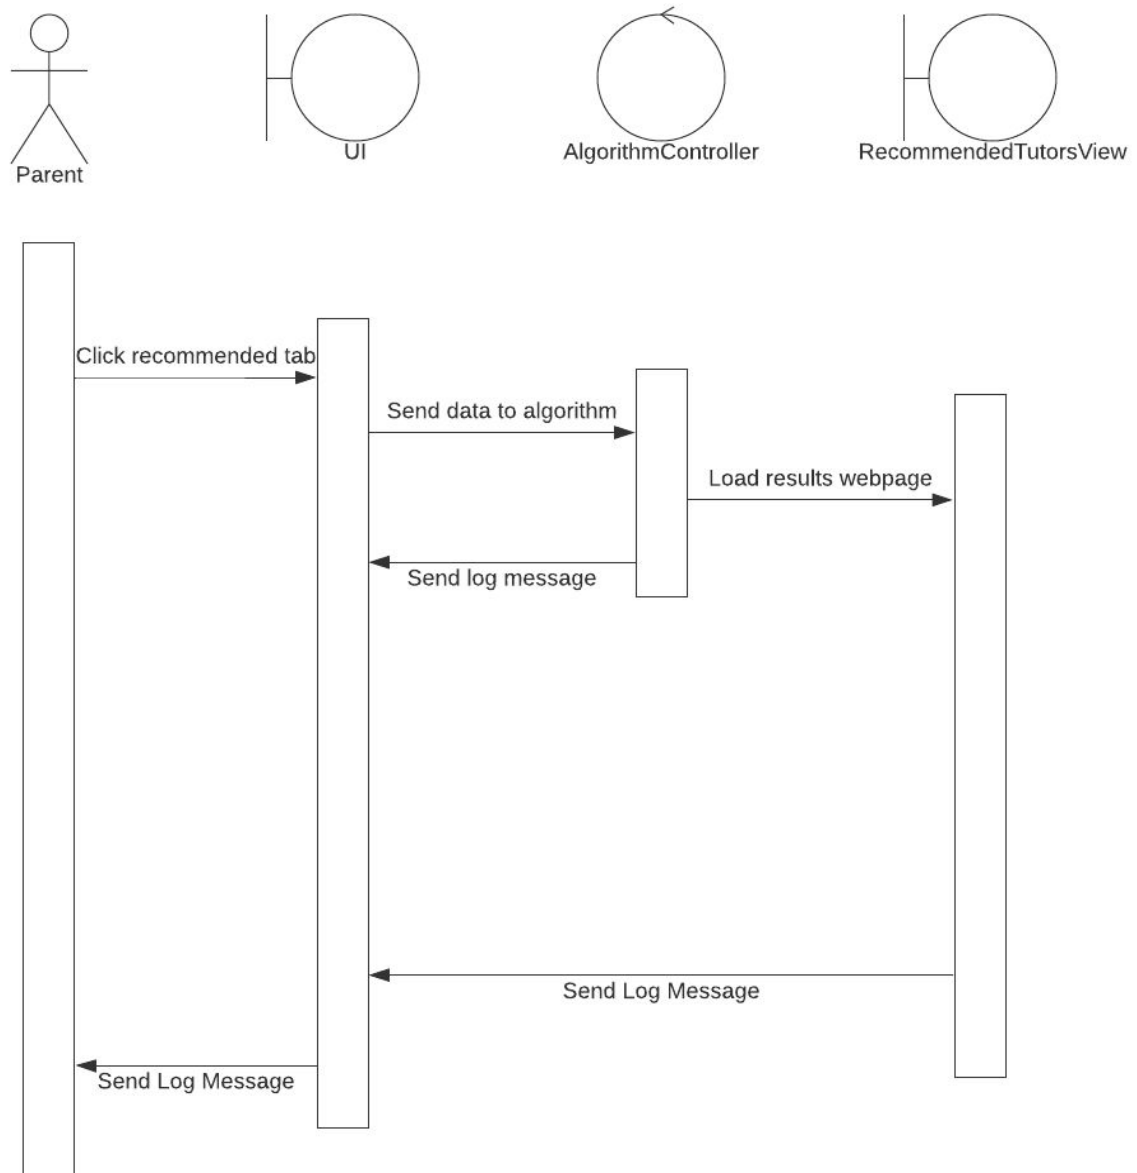 UI
AlgorithmController
RecommendedTutorsView
Parent
Click recommended tab
Send data to algorithm
Load results webpage
Send log message
Send Log Message
Send Log Message